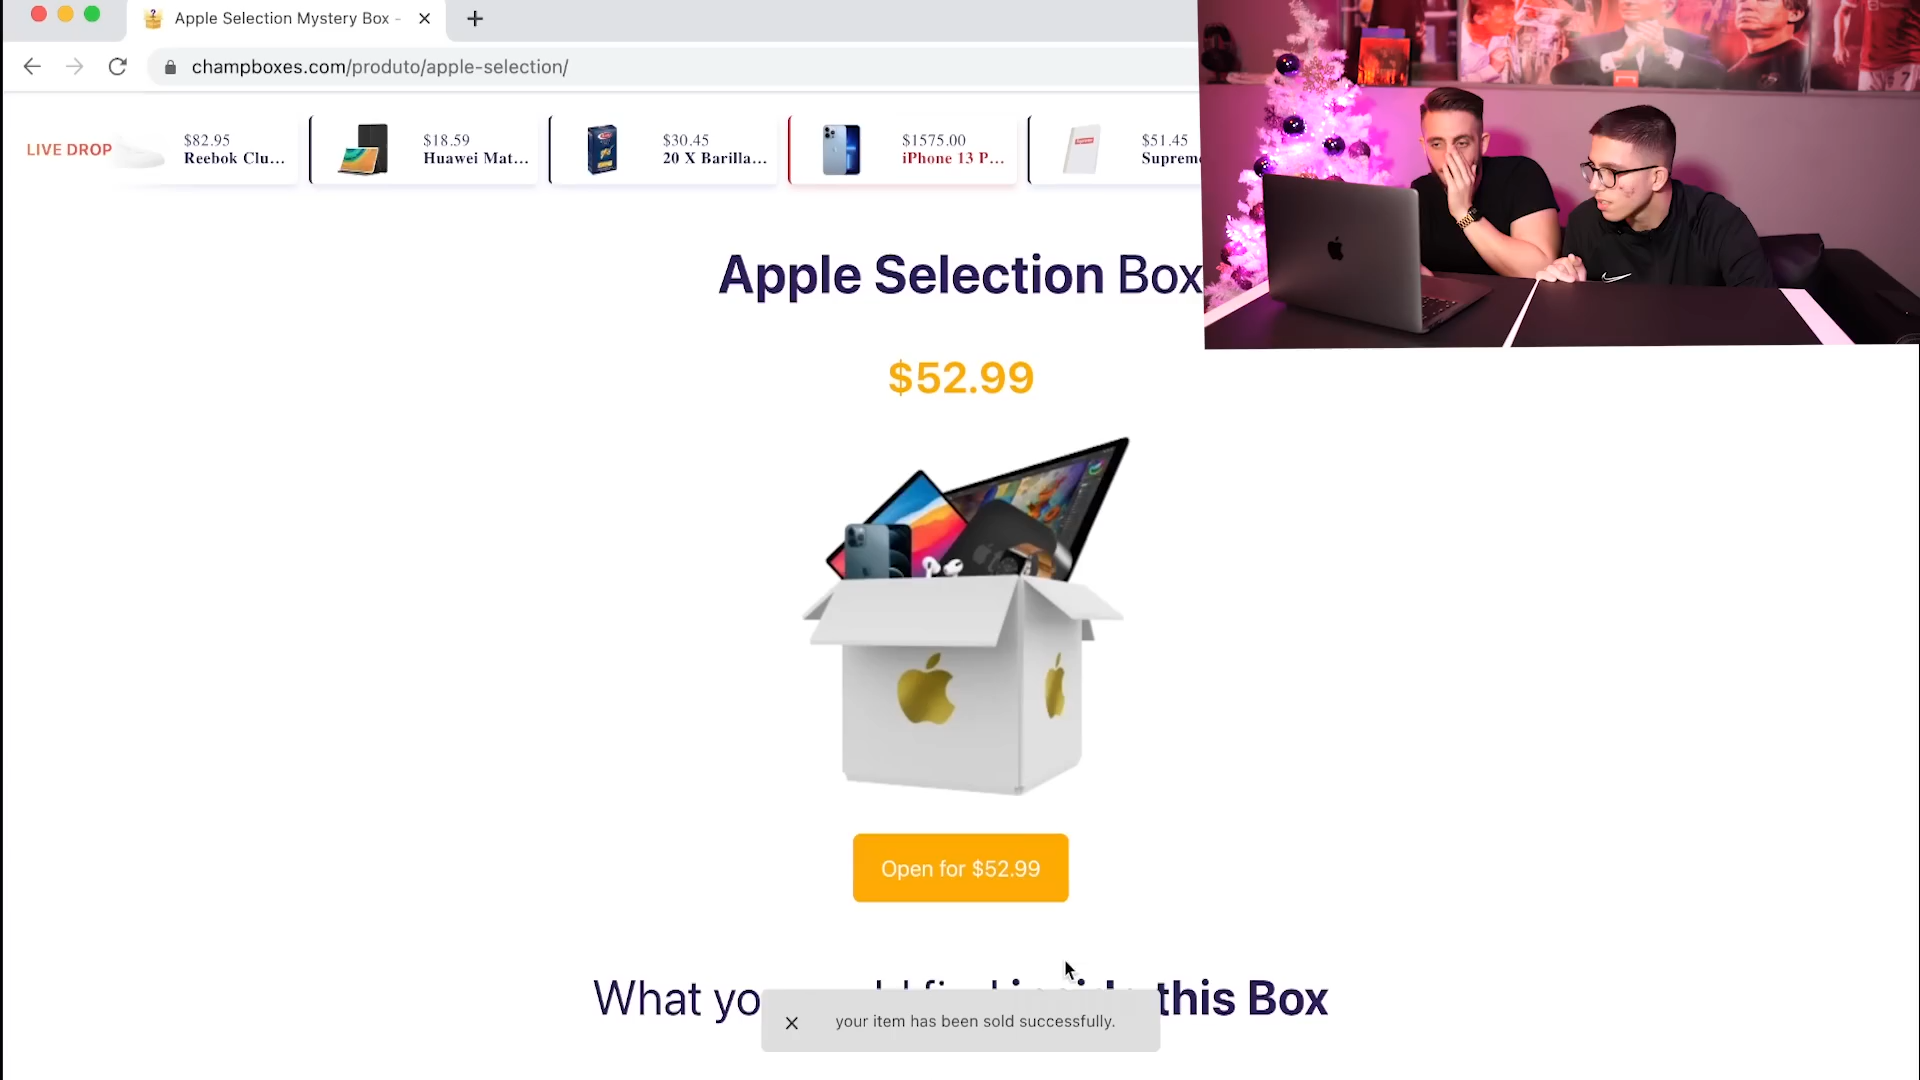 Apple Selection Mystery Box -
champboxes.com/produto/apple-selection/
LIVE DROP
$82.95
Reebok Clu...
$18.59
Huawei Mat...
$30.45
20 X Barilla...
$1575.00
iPhone 13 P...
$51.45
Supreme
Apple Selection Box
$52.99
Open for $52.99
What yo this Box
your item has been sold successfully.